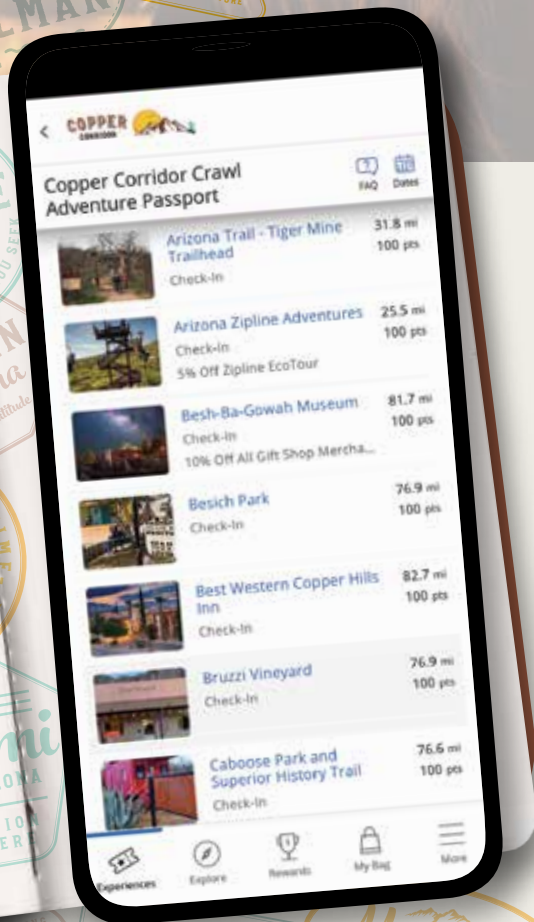 COPPER
CORRIDOR
Copper Corridor Crawl
Adventure Passport
FAQ
Dates
Arizona Trail - Tiger Mine
Trailhead
Check-In
31.8 mi
100 pts
Arizona Zipline Adventures
Check-In
5% Off Zipline EcoTour
25.5 mi
100 pts
Besh-Ba-Gowah Museum
Check-In
10% Off All Gift Shop Mercha...
81.7 mi
100 pts
Besich Park
Check-In
76.9 mi
100 pts
Best Western Copper Hills
Inn
Check-In
82.7 mi
100 pts
Bruzzi Vineyard
Check-In
76.9 mi
100 pts
Caboose Park and
Superior History Trail
Check-In
76.6 mi
100 pts
Experiences
Explore
Rewards
My Bag
More